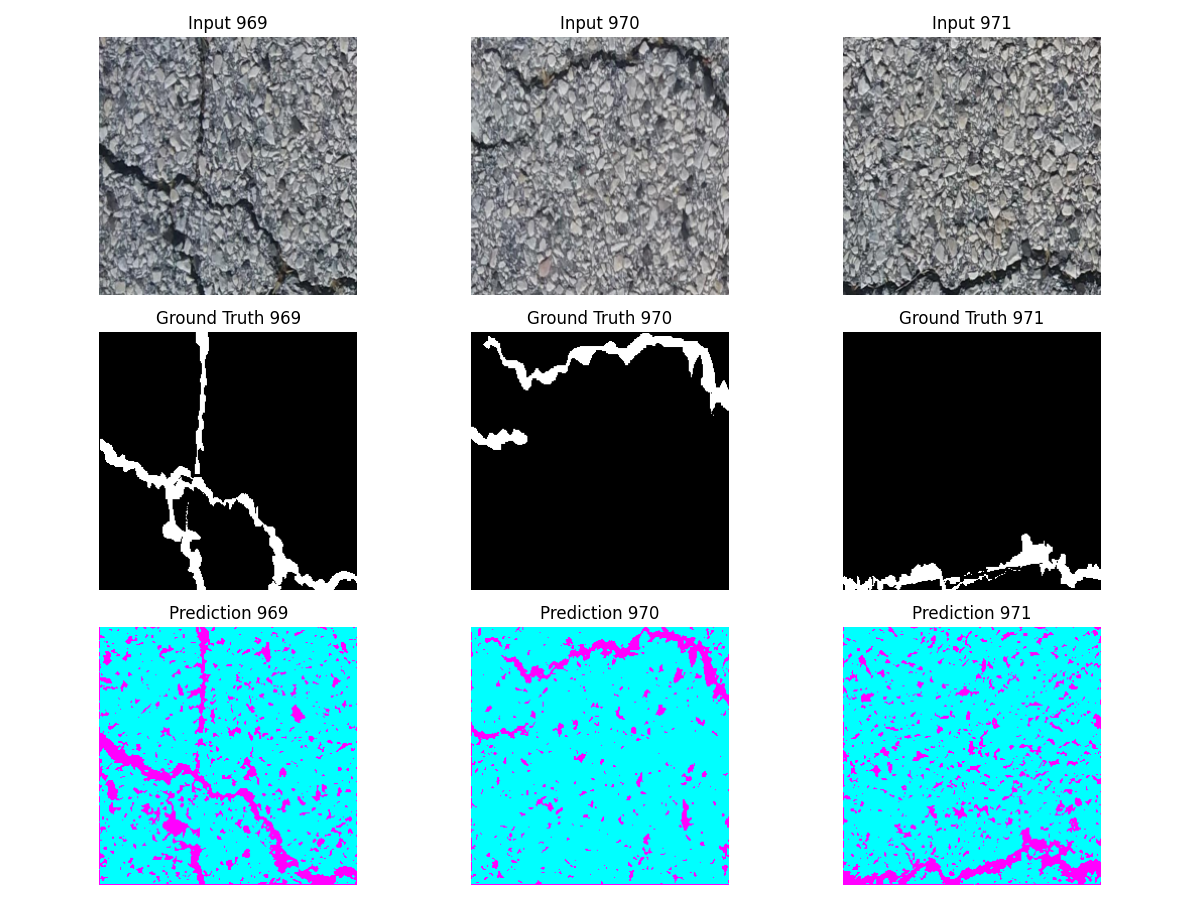 Input 969
Input 970
Input 971
Ground Truth 969
Ground Truth 970
Ground Truth 971
Prediction 969
Prediction 970
Prediction 971